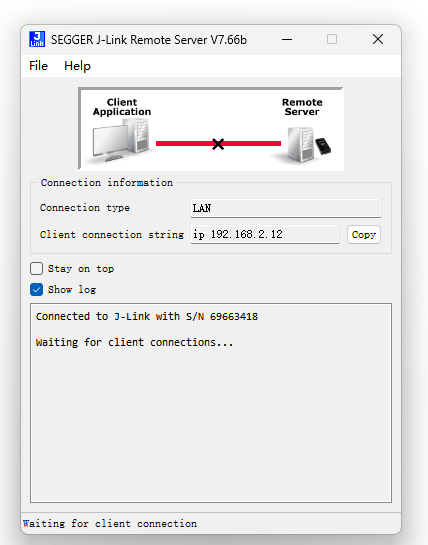 J
Link
SEGGER J-Link Remote Server V7.66b
File Help
Client
Application
Remote
Server
Connection information
Connection type LAN
Client connection string ip 192.168.2.12 Copy
Stay on top
Show log
Connected to J-Link with S/N 69663418
Waiting for client connections...
Waiting for client connection